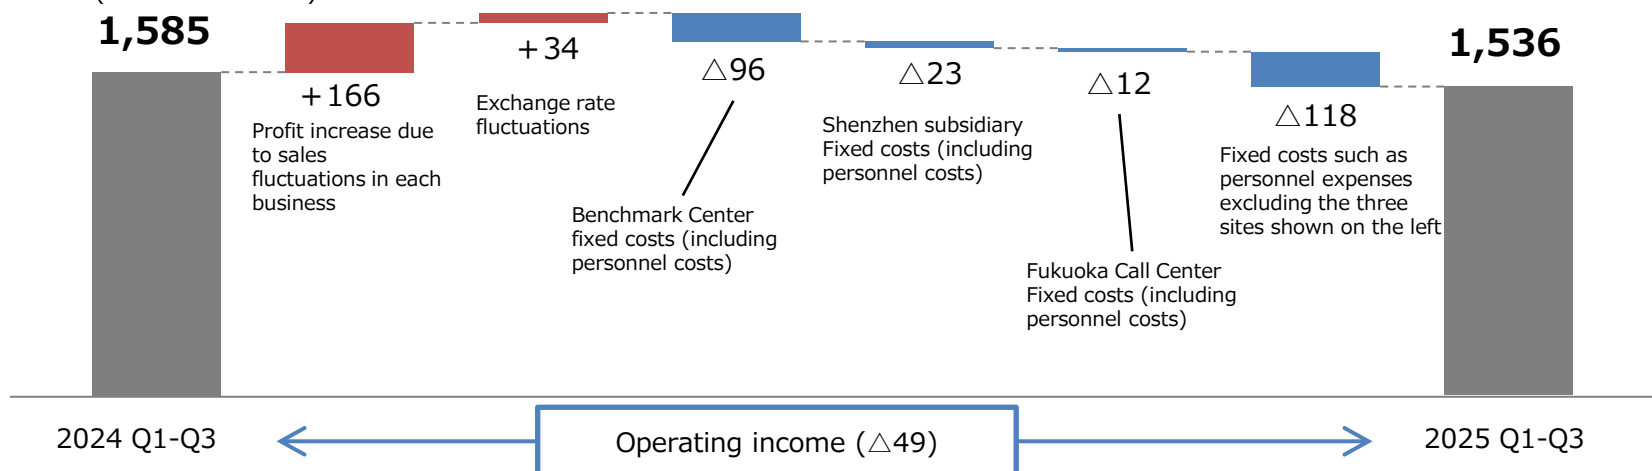 1,585
+166
Profit increase due
to sales
fluctuations in each
business
+34
Exchange rate
fluctuations
△96
Benchmark Center
fixed costs (including
personnel costs)
△23
Shenzhen subsidiary
Fixed costs (including
personnel costs)
△12
Fukuoka Call Center
Fixed costs (including
personnel costs)
△118
Fixed costs such as
personnel expenses
excluding the three
sites shown on the left
1,536
2024 Q1-Q3
Operating income (△49)
2025 Q1-Q3